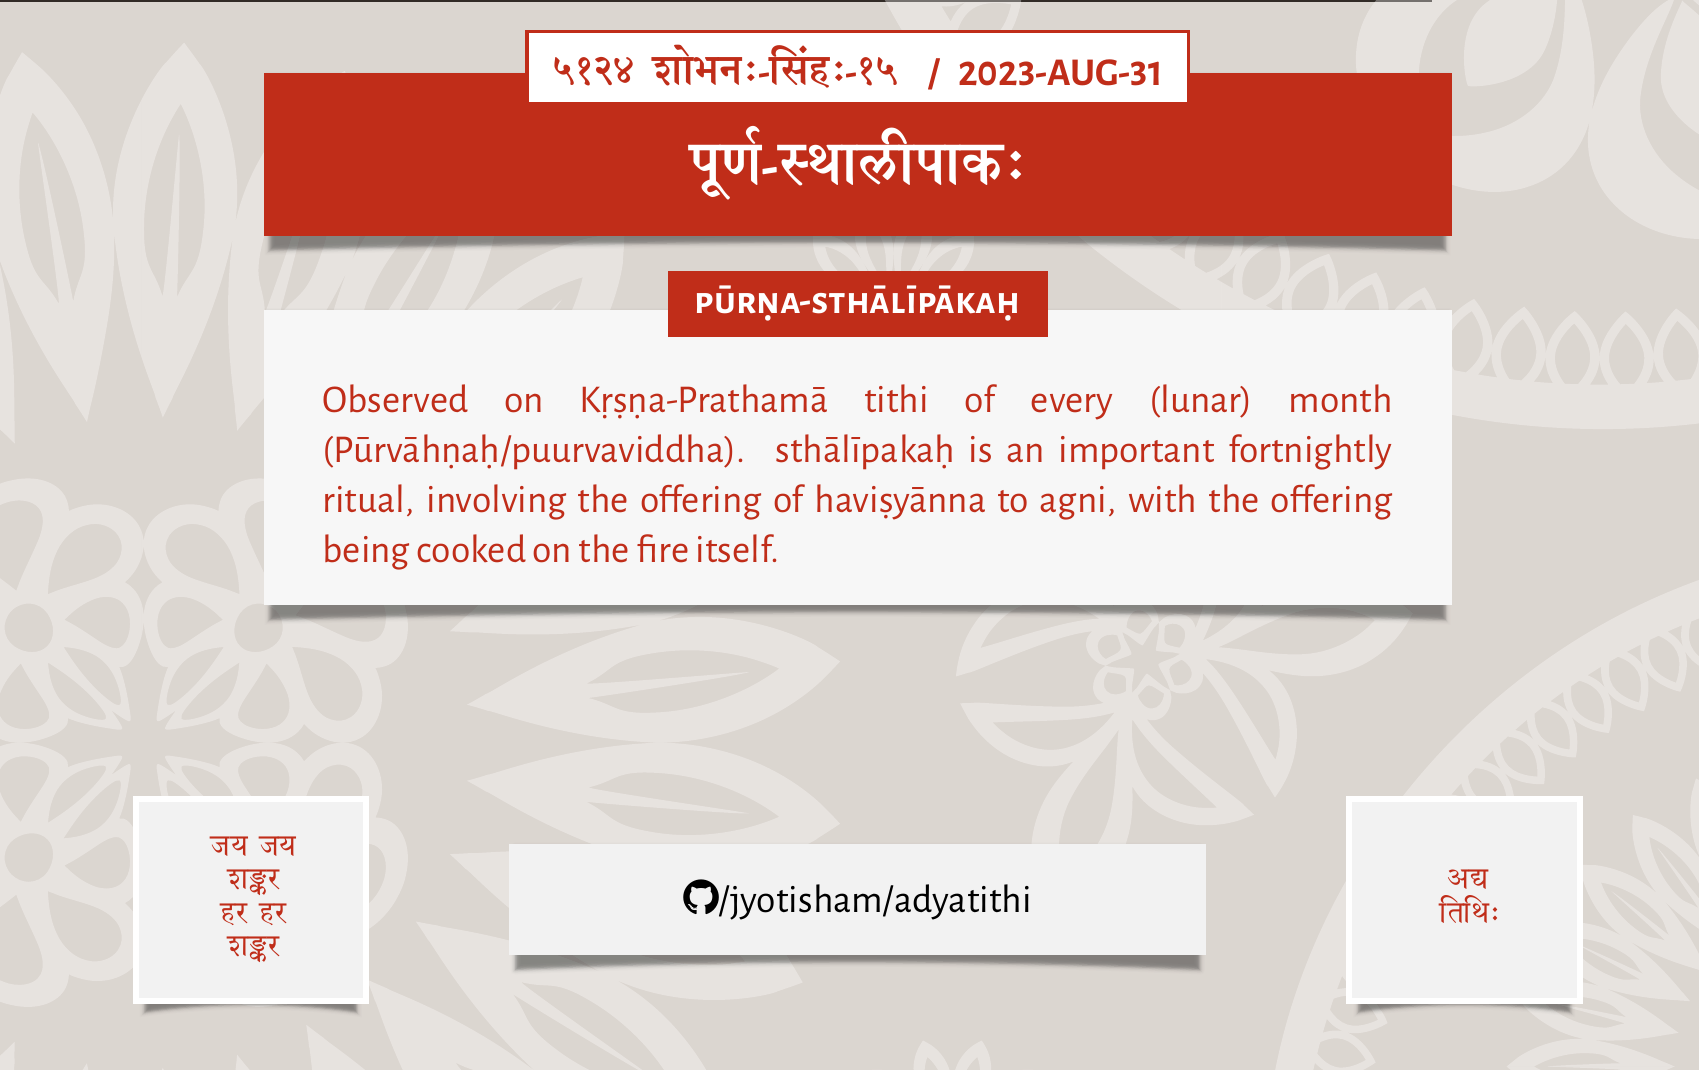 ५१२४ शोभनः-सिंहः-१५ / 2023-AUG-31
पूर्ण-स्थालीपाकः
PŪRṆA-STHĀLĪPĀKAḤ
Observed on Kṛṣṇa-Prathamā tithi of every (lunar) month
(Pūrvāhṇaḥ/puurvaviddha). sthālīpakaḥ is an important fortnightly
ritual, involving the offering of haviṣyānna to agni, with the offering
being cooked on the fire itself.
जय जय
शङ्कर
हर हर
शङ्कर
/jyotisham/adyatithi
अद्य
तिथिः